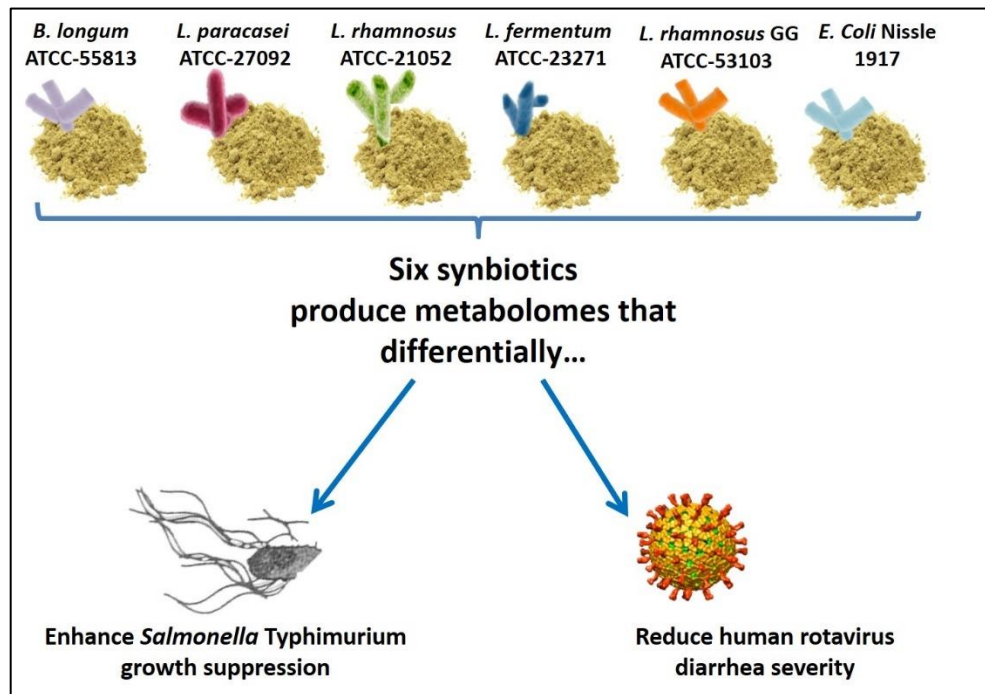 B. longum
ATCC-55813
L. paracasei
ATCC-27092
L. rhamnosus
ATCC-21052
L. fermentum
ATCC-23271
L. rhamnosus GG
ATCC-53103
E. Coli Nissle
1917
Six synbiotics
produce metabolomes that
differentially...
Enhance Salmonella Typhimurium
growth suppression
Reduce human rotavirus
diarrhea severity